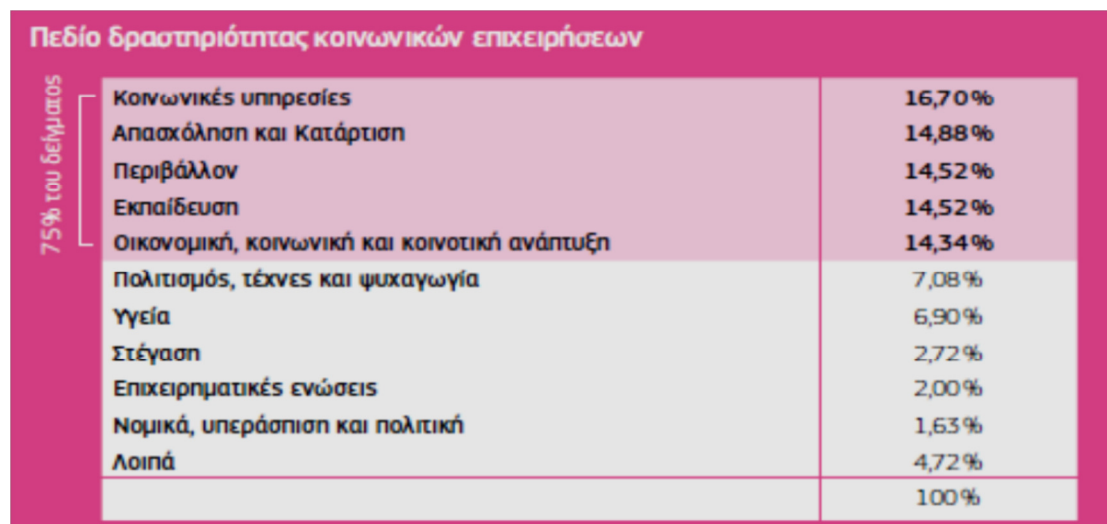 Πεδίο δραστηριότητας κοινωνικών επιχειρήσεων
75% του δείγματος
Κοινωνικές υπηρεσίες 16,70%
Απασχόληση και Κατάρτιση 14,88%
Περιβάλλον 14,52%
Εκπαίδευση 14,52%
Οικονομική, κοινωνική και κοινοτική ανάπτυξη 14,34%
Πολιτισμός, τέχνες και ψυχαγωγία 7,08%
Υγεία 6,90%
Στέγαση 2,72%
Επιχειρηματικές ενώσεις 2,00%
Νομικά, υπεράσπιση και πολιτική 1,63%
Λοιπά 4,72%
100%